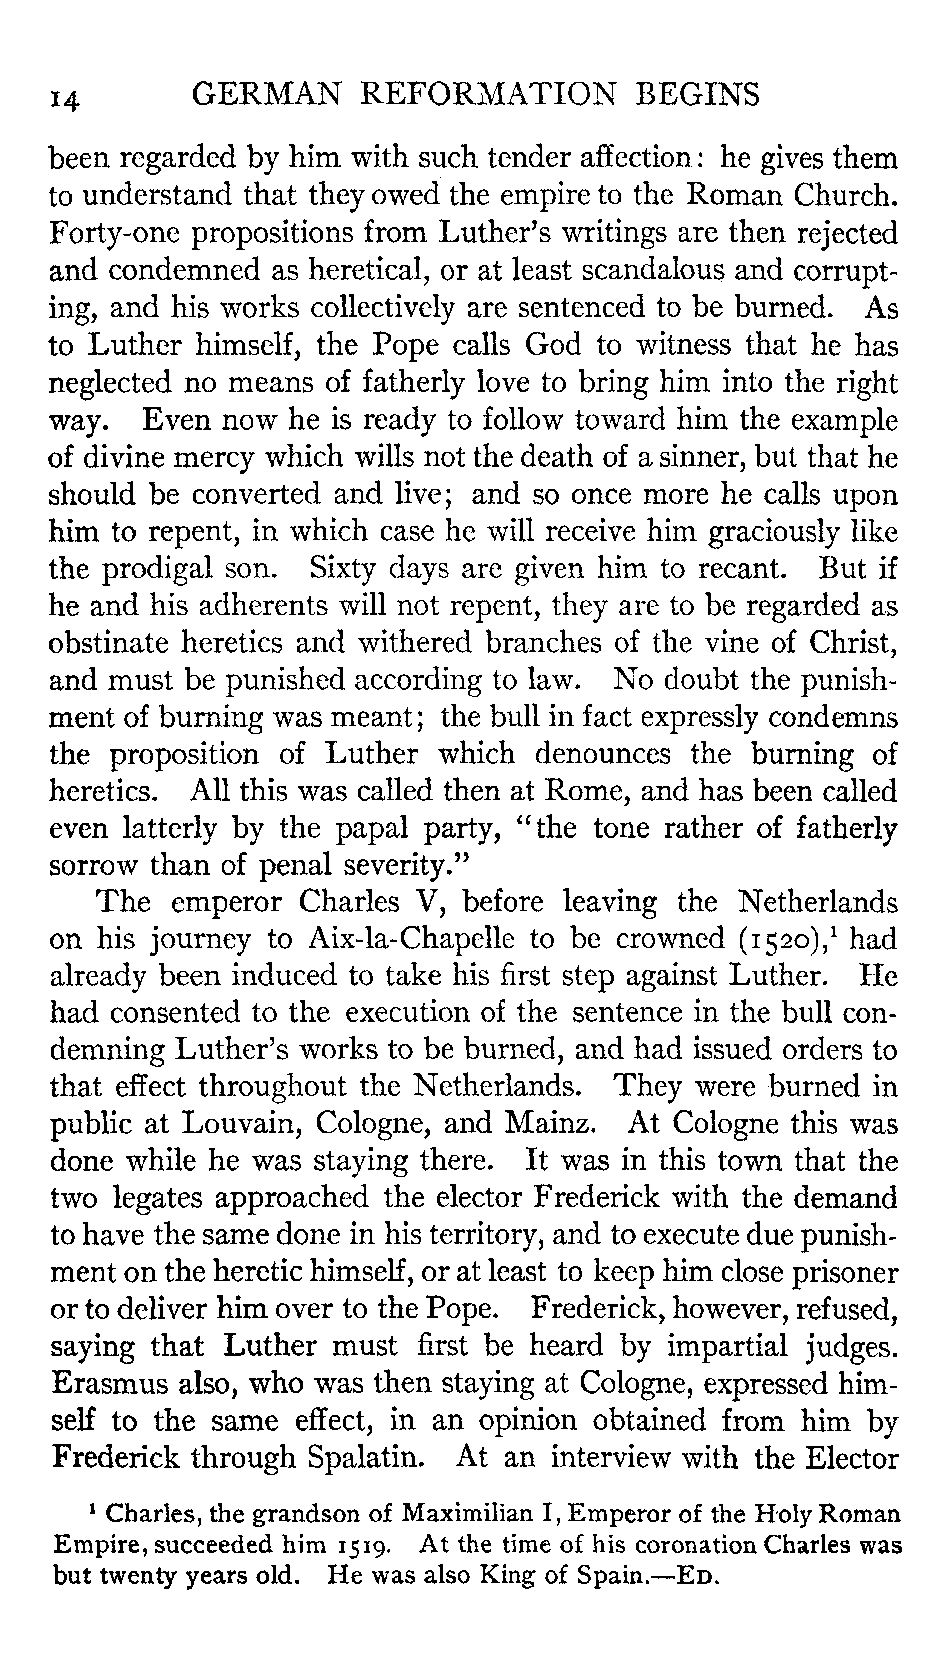 14 GERMAN REFORMATION BEGINS
been regarded by him with such tender affection: he gives them
to understand that they owed the empire to the Roman Church.
Forty-one propositions from Luther's writings are then rejected
and condemned as heretical, or at least scandalous and corrupt-
ing, and his works collectively are sentenced to be burned. As
to Luther himself, the Pope calls God to witness that he has
neglected no means of fatherly love to bring him into the right
way. Even now he is ready to follow toward him the example
of divine mercy which wills not the death of a sinner, but that he
should be converted and live; and so once more he calls upon
him to repent, in which case he will receive him graciously like
the prodigal son. Sixty days are given him to recant. But if
he and his adherents will not repent, they are to be regarded as
obstinate heretics and withered branches of the vine of Christ,
and must be punished according to law. No doubt the punish-
ment of burning was meant; the bull in fact expressly condemns
the proposition of Luther which denounces the burning of
heretics. All this was called then at Rome, and has been called
even latterly by the papal party, "the tone rather of fatherly
sorrow than of penal severity."
The emperor Charles V, before leaving the Netherlands
on his journey to Aix-la-Chapelle to be crowned (1520),¹ had
already been induced to take his first step against Luther. He
had consented to the execution of the sentence in the bull con-
demning Luther's works to be burned, and had issued orders to
that effect throughout the Netherlands. They were burned in
public at Louvain, Cologne, and Mainz. At Cologne this was
done while he was staying there. It was in this town that the
two legates approached the elector Frederick with the demand
to have the same done in his territory, and to execute due punish-
ment on the heretic himself, or at least to keep him close prisoner
or to deliver him over to the Pope. Frederick, however, refused,
saying that Luther must first be heard by impartial judges.
Erasmus also, who was then staying at Cologne, expressed him-
self to the same effect, in an opinion obtained from him by
Frederick through Spalatin. At an interview with the Elector
¹ Charles, the grandson of Maximilian I, Emperor of the Holy Roman
Empire, succeeded him 1519. At the time of his coronation Charles was
but twenty years old. He was also King of Spain.—ED.